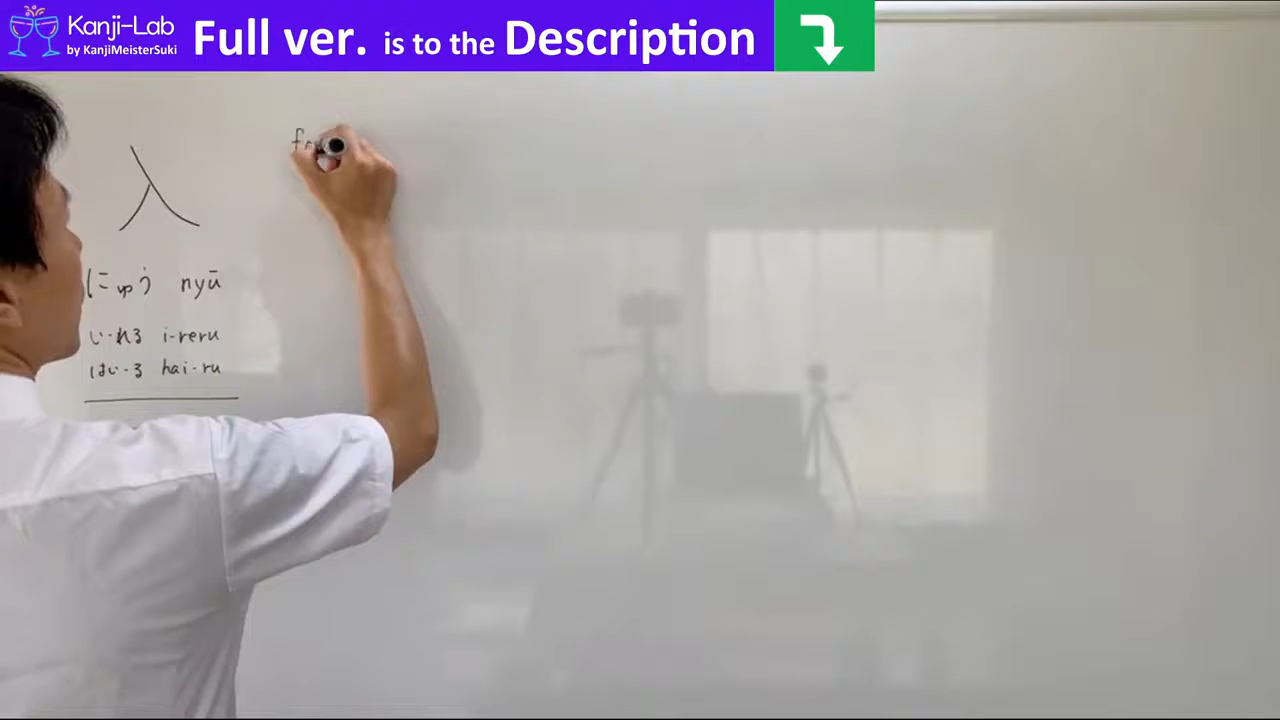 Kanji-Lab
by KanjiMeisterSuki
Full ver. is to the Description
入
にゅう nyū
い-れる i-reru
はい-る hai-ru